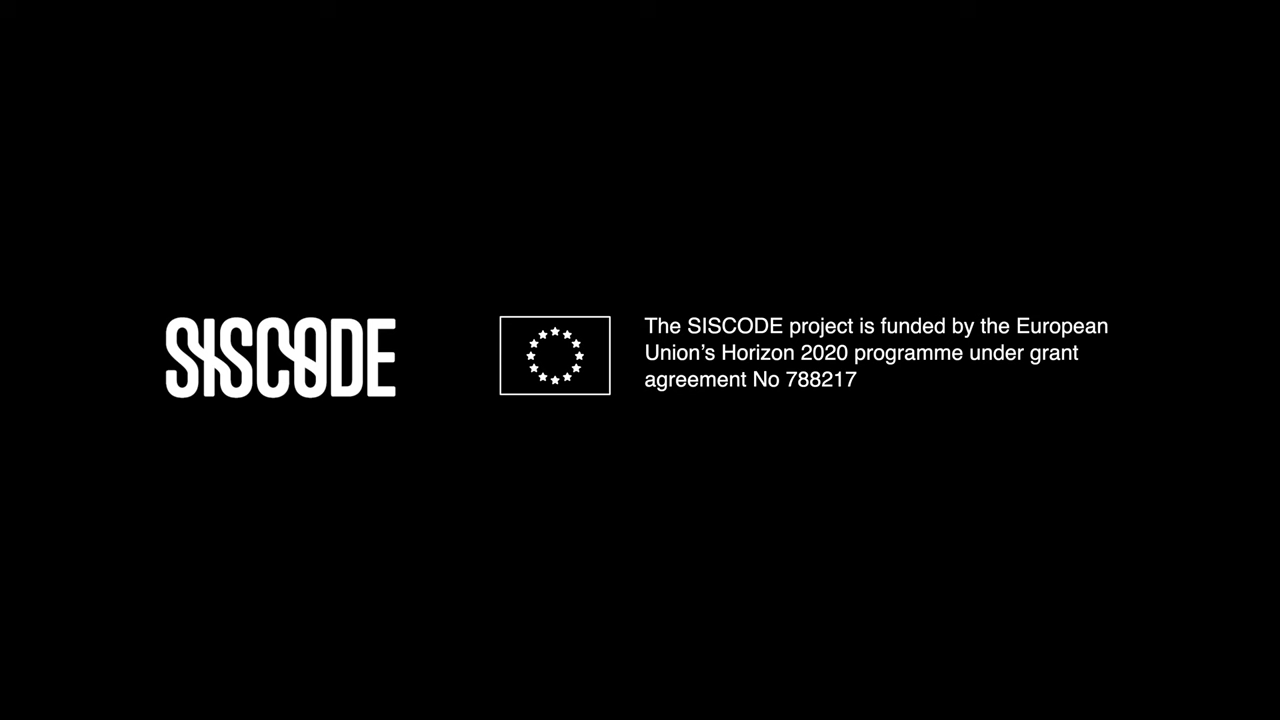 SISCODE
The SISCODE project is funded by the European
Union’s Horizon 2020 programme under grant
agreement No 788217